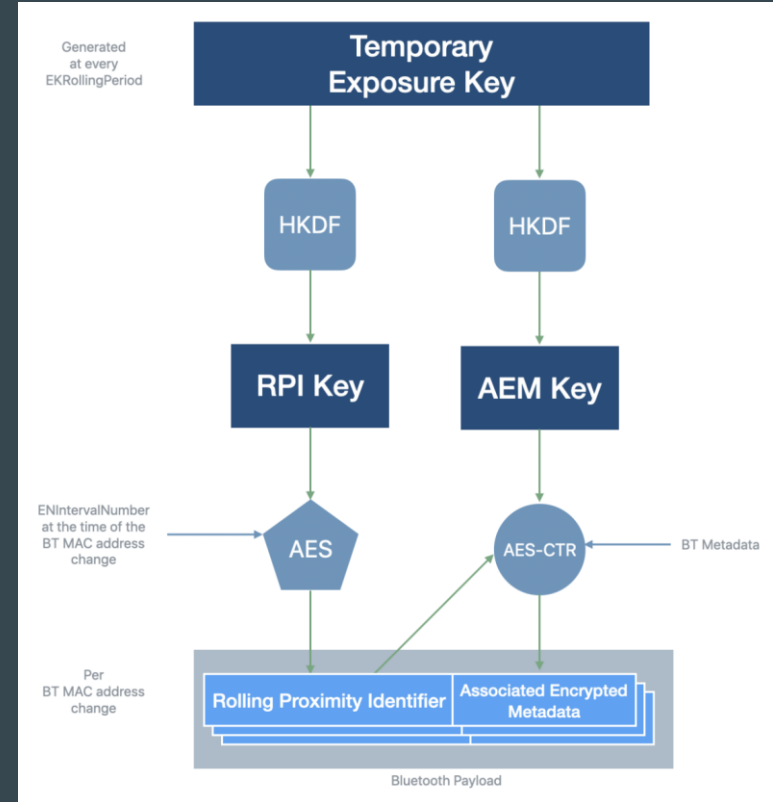 Generated
at every
EKRollingPeriod
Temporary
Exposure Key
HKDF
HKDF
RPI Key
AEM Key
ENIntervalNumber
at the time of the
BT MAC address
change
AES
AES-CTR
BT Metadata
Per
BT MAC address
change
Rolling Proximity Identifier
Associated Encrypted
Metadata
Bluetooth Payload